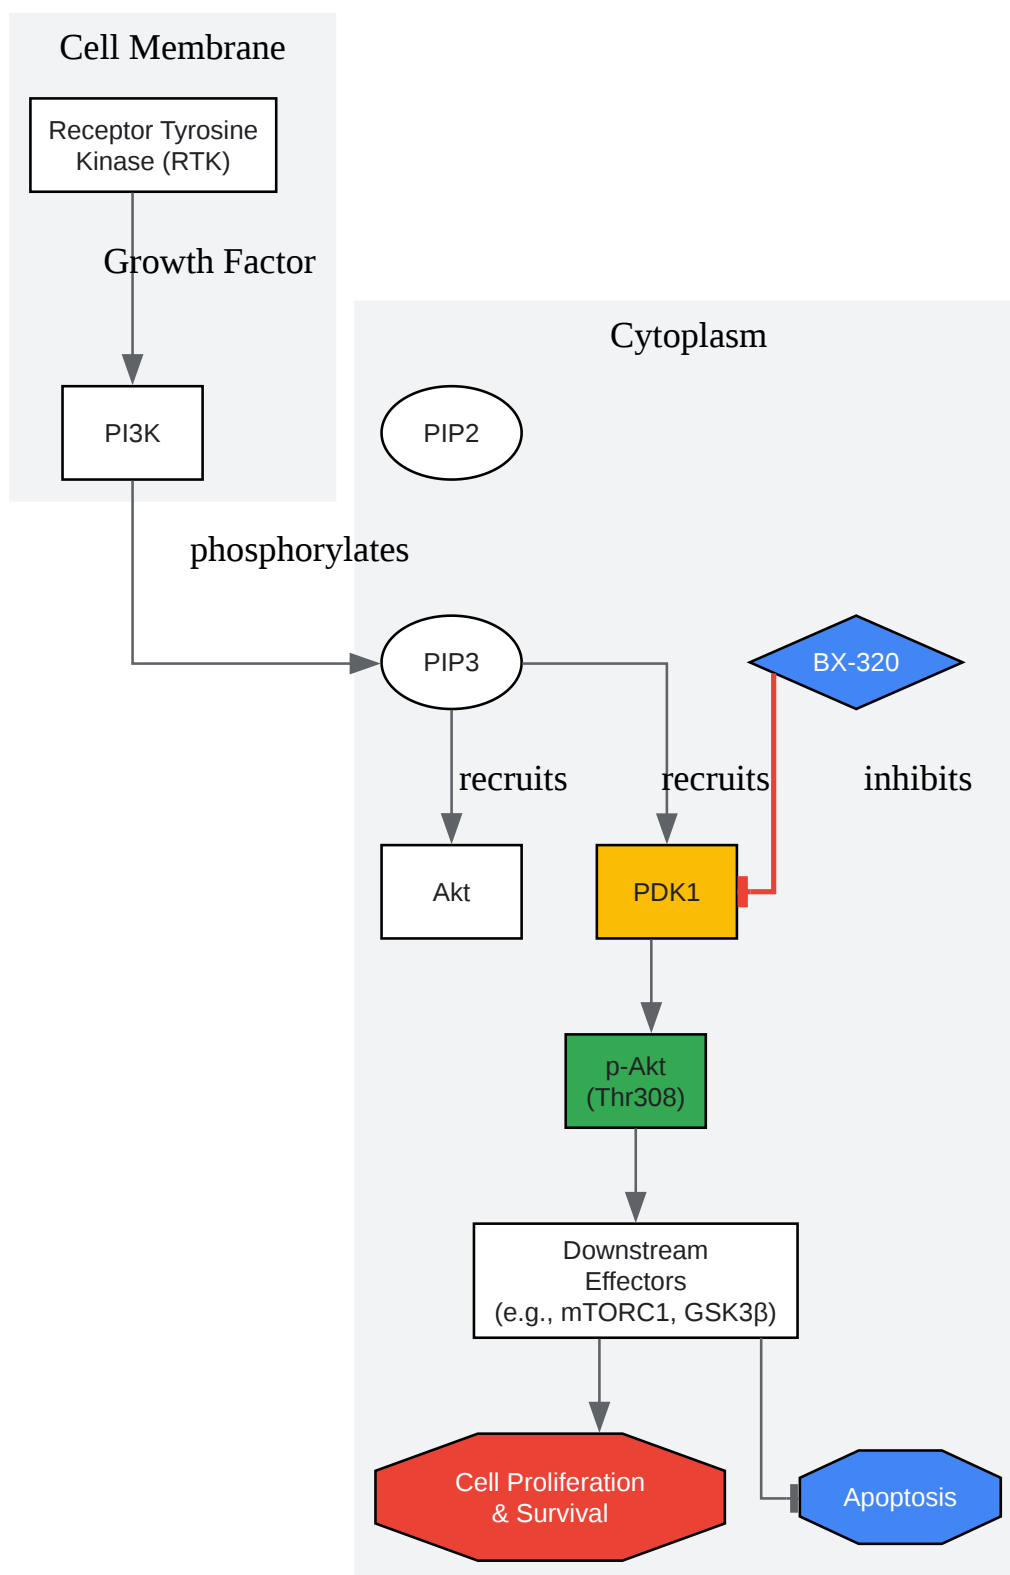 Cell Membrane
Receptor Tyrosine
Kinase (RTK)
Growth Factor
Cytoplasm
PI3K
PIP2
phosphorylates
PIP3
BX-320
recruits
recruits
inhibits
Akt
PDK1
p-Akt
(Thr308)
Downstream
Effectors
(e.g., mTORC1, GSK3β)
Cell Proliferation
& Survival
Apoptosis